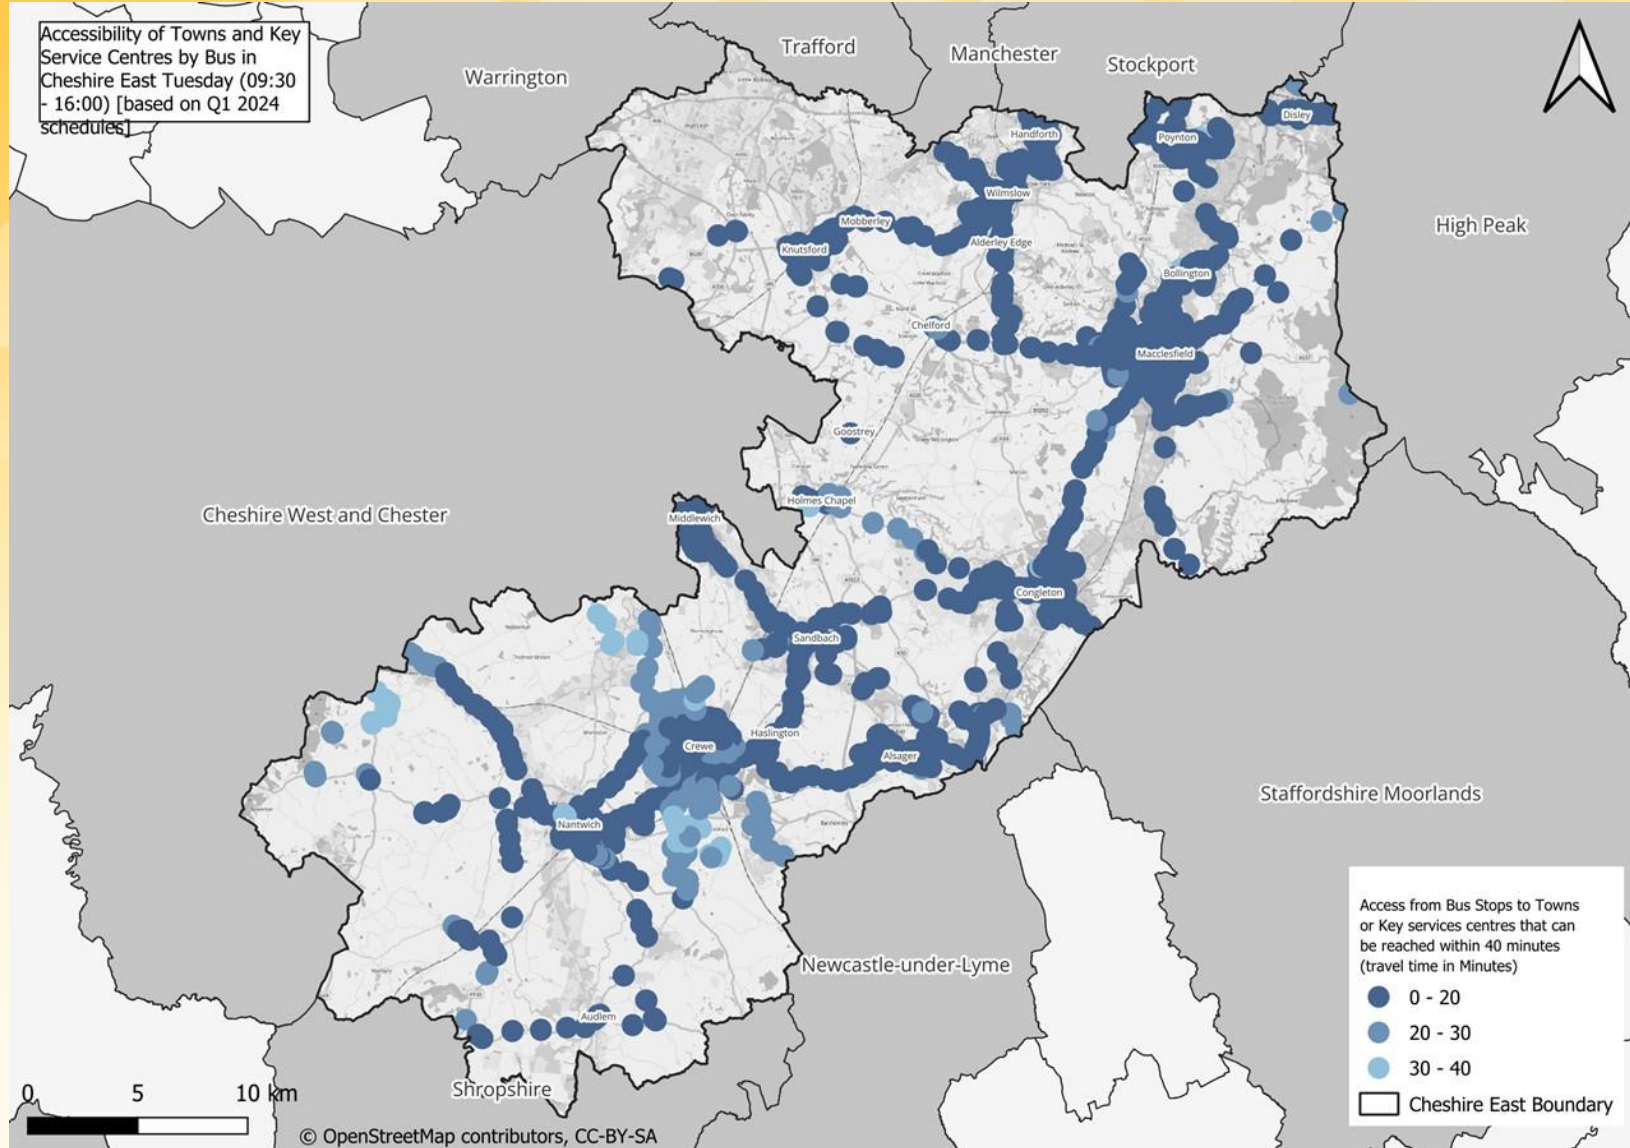 Accessibility of Towns and Key
Service Centres by Bus in
Cheshire East Tuesday (09:30
- 16:00) [based on Q1 2024
schedules]
Trafford
Manchester
Stockport
Warrington
Disley
Handforth
Poynton
Wilmslow
Mobberley
High Peak
Alderley Edge
Knutsford
Bollington
Chelford
Macclesfield
Goostrey
Holmes Chapel
Cheshire West and Chester
Middlewich
Congleton
Sandbach
Haslington
Crewe
Alsager
Staffordshire Moorlands
Nantwich
Newcastle-under-Lyme
Audlem
Shropshire
Access from Bus Stops to Towns
or Key services centres that can
be reached within 40 minutes
(travel time in Minutes)
0 - 20
20 - 30
30 - 40
Cheshire East Boundary
0 5 10 km
© OpenStreetMap contributors, CC-BY-SA